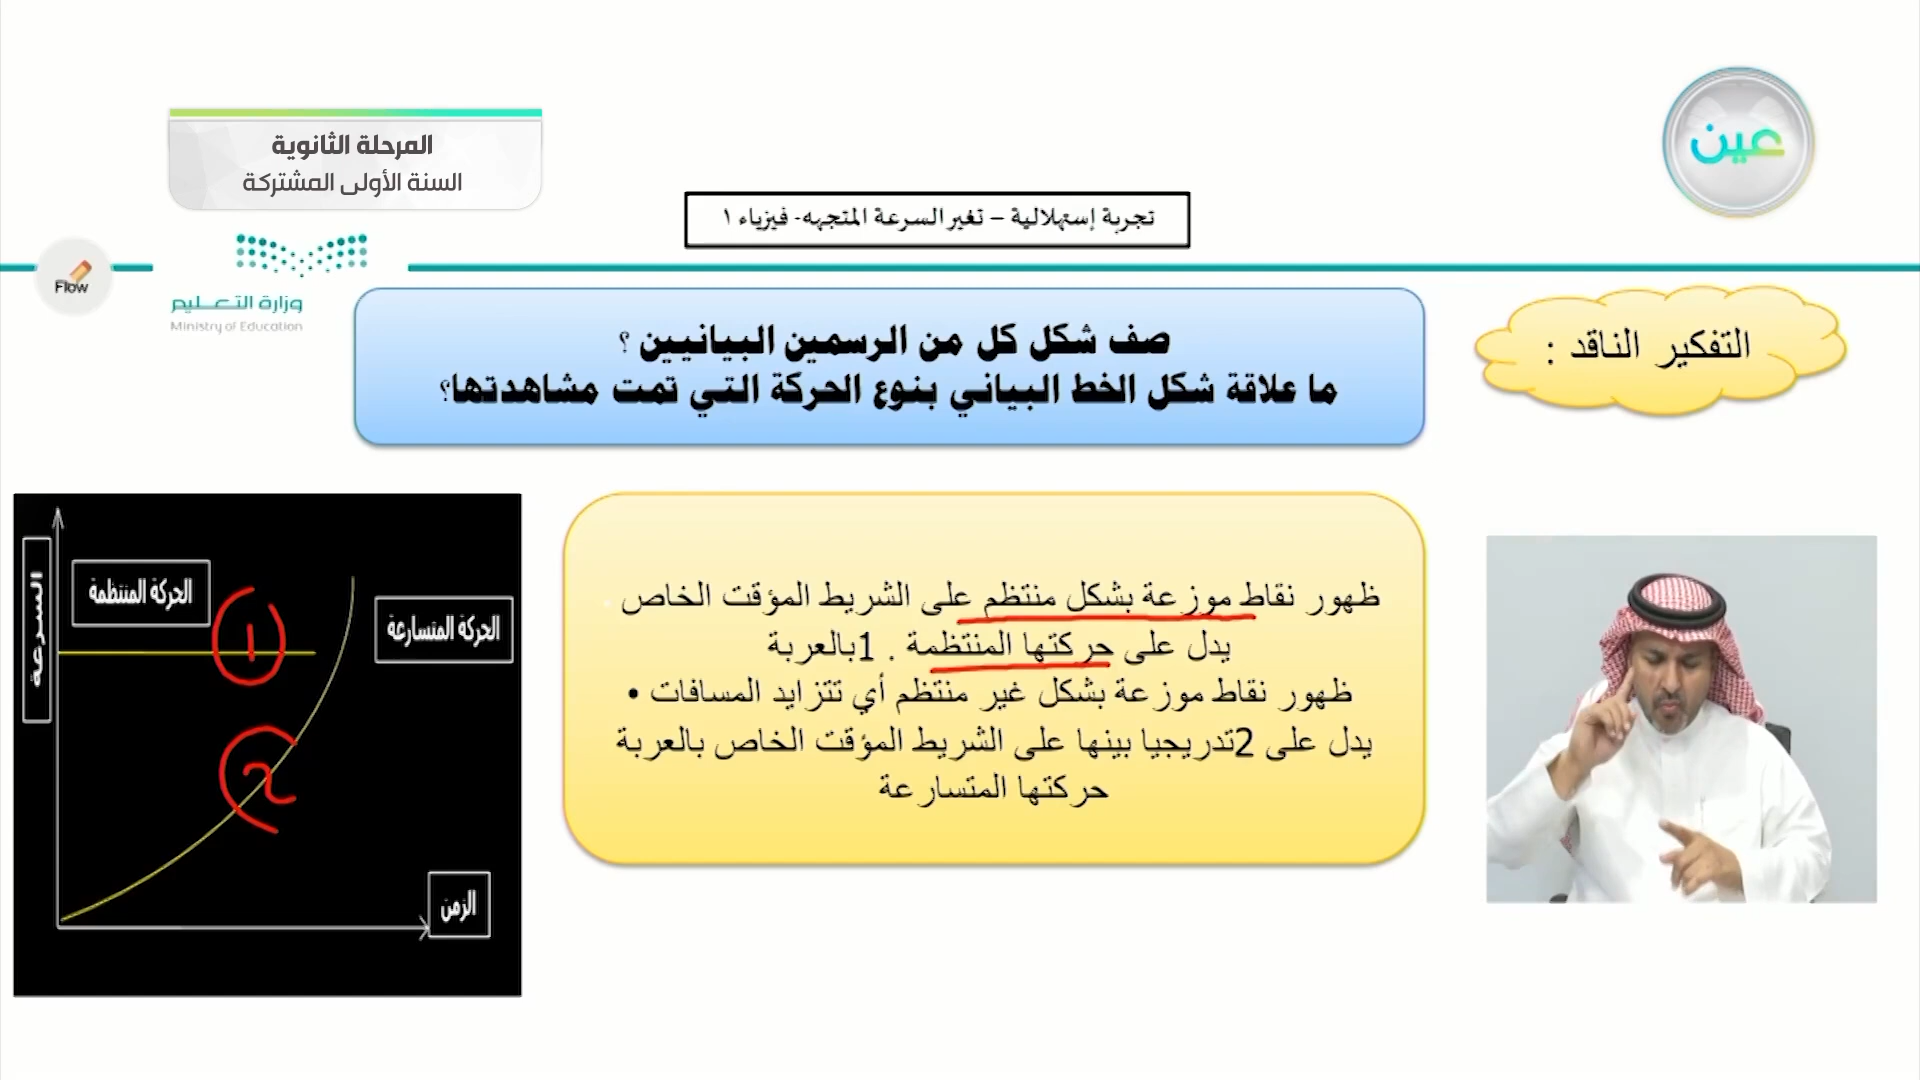 المرحلة الثانوية
السنة الأولى المشتركة
عين
تجربة إستهلالية – تغير السرعة المتجهه- فيزياء ١
Flow
وزارة التعليم
Ministry of Education
التفكير الناقد :
صف شكل كل من الرسمين البيانيين ؟
ما علاقة شكل الخط البياني بنوع الحركة التي تمت مشاهدتها؟
ظهور نقاط موزعة بشكل منتظم على الشريط المؤقت الخاص
يدل على حركتها المنتظمة . 1بالعربة
ظهور نقاط موزعة بشكل غير منتظم أي تتزايد المسافات •
يدل على 2تدريجيا بينها على الشريط المؤقت الخاص بالعربة
حركتها المتسارعة
السرعة
الحركة المنتظمة
الحركة المتسارعة
1
2
الزمن